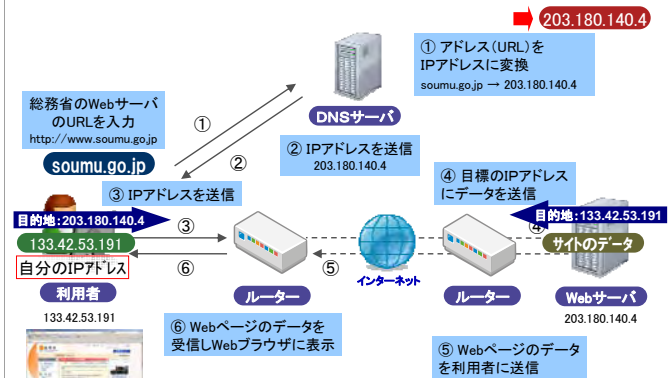 203.180.140.4
① アドレス(URL)を
IPアドレスに変換
soumu.go.jp → 203.180.140.4
DNSサーバ
総務省のWebサーバ
のURLを入力
http://www.soumu.go.jp
soumu.go.jp
①
②
② IPアドレスを送信
203.180.140.4
③ IPアドレスを送信
④ 目標のIPアドレス
にデータを送信
目的地:203.180.140.4
目的地:133.42.53.191
133.42.53.191
③
④
サイトのデータ
自分のIPアドレス
⑥
⑤
インターネット
利用者
ルーター
ルーター
Webサーバ
133.42.53.191
203.180.140.4
⑥ Webページのデータを
受信しWebブラウザに表示
⑤ Webページのデータ
を利用者に送信